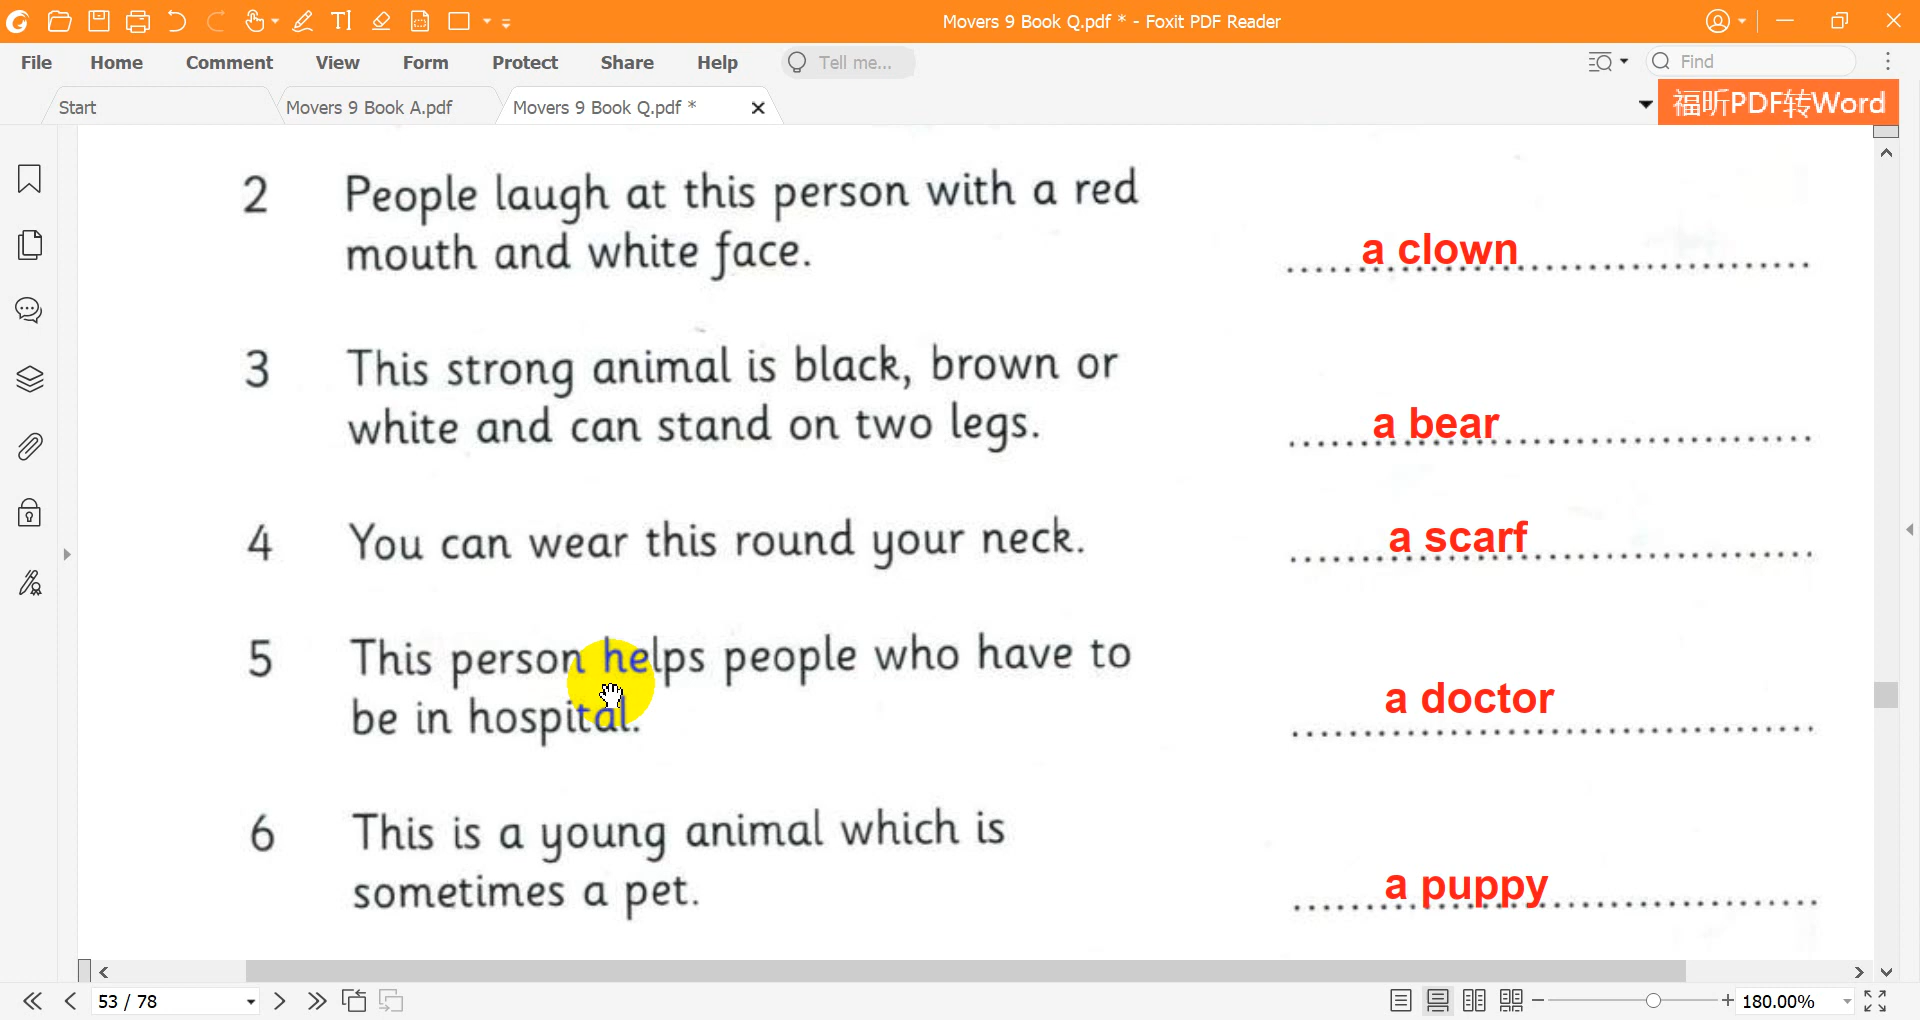 Movers 9 Book Q.pdf * - Foxit PDF Reader
File Home Comment View Form Protect Share Help Tell me... Find
Start Movers 9 Book A.pdf Movers 9 Book Q.pdf * 福昕PDF转Word
2 People laugh at this person with a red
mouth and white face. a clown
3 This strong animal is black, brown or
white and can stand on two legs. a bear
4 You can wear this round your neck. a scarf
5 This person helps people who have to
be in hospital. a doctor
6 This is a young animal which is
sometimes a pet. a puppy
53 / 78 180.00%